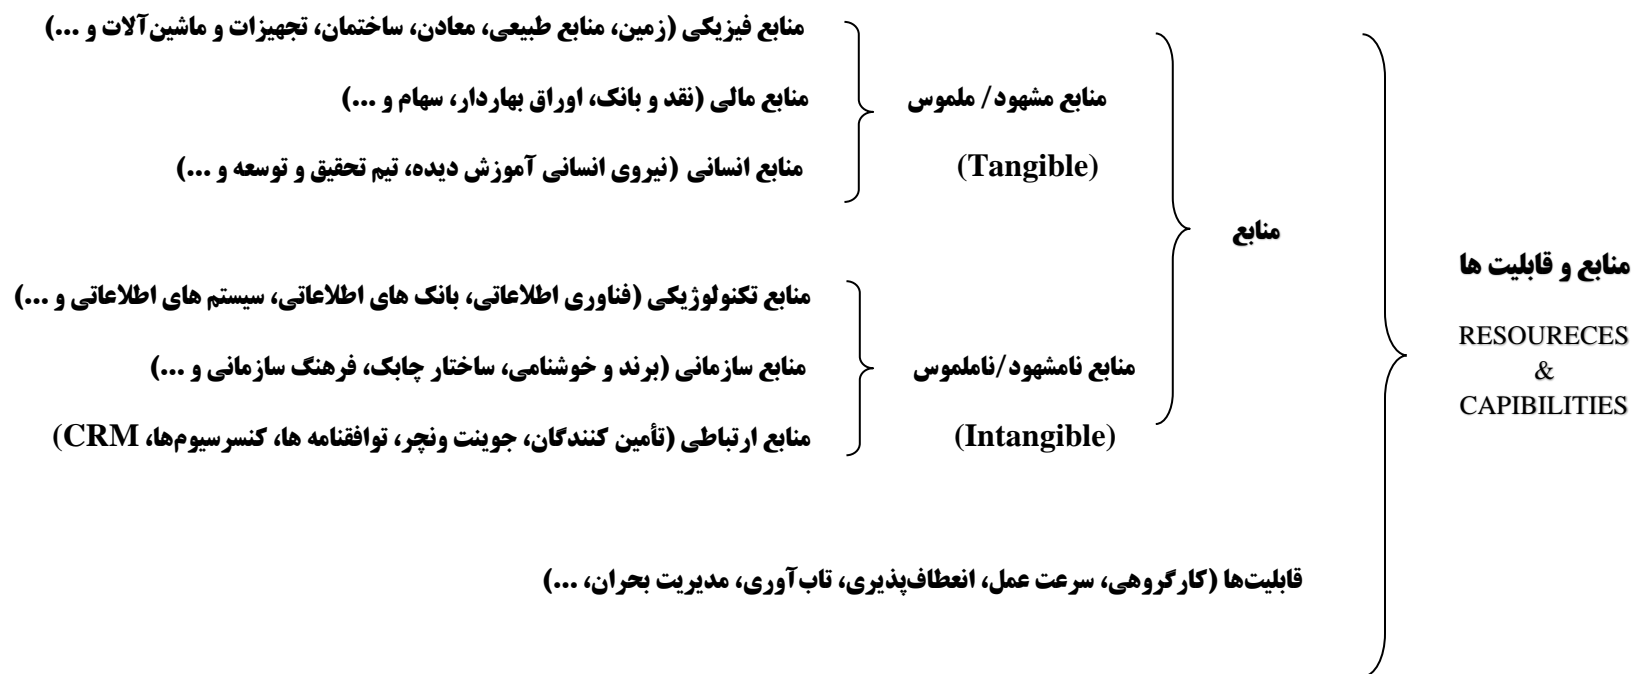 منابع و قابلیت ها
RESOURECES
&
CAPIBILITIES
منابع
منابع مشهود/ ملموس
(Tangible)
منابع فیزیکی (زمین، منابع طبیعی، معادن، ساختمان، تجهیزات و ماشین‌آلات و ...)
منابع مالی (نقد و بانک، اوراق بهاردار، سهام و ...)
منابع انسانی (نیروی انسانی آموزش دیده، تیم تحقیق و توسعه و ...)
منابع نامشهود/ناملموس
(Intangible)
منابع تکنولوژیکی (فناوری اطلاعاتی، بانک های اطلاعاتی، سیستم های اطلاعاتی و ...)
منابع سازمانی (برند و خوشنامی، ساختار چابک، فرهنگ سازمانی و ...)
منابع ارتباطی (تأمین کنندگان، جوینت ونچر، توافقنامه ها، کنسرسیوم‌ها، CRM)
قابلیت‌ها (کارگروهی، سرعت عمل، انعطاف‌پذیری، تاب‌آوری، مدیریت بحران، ...)